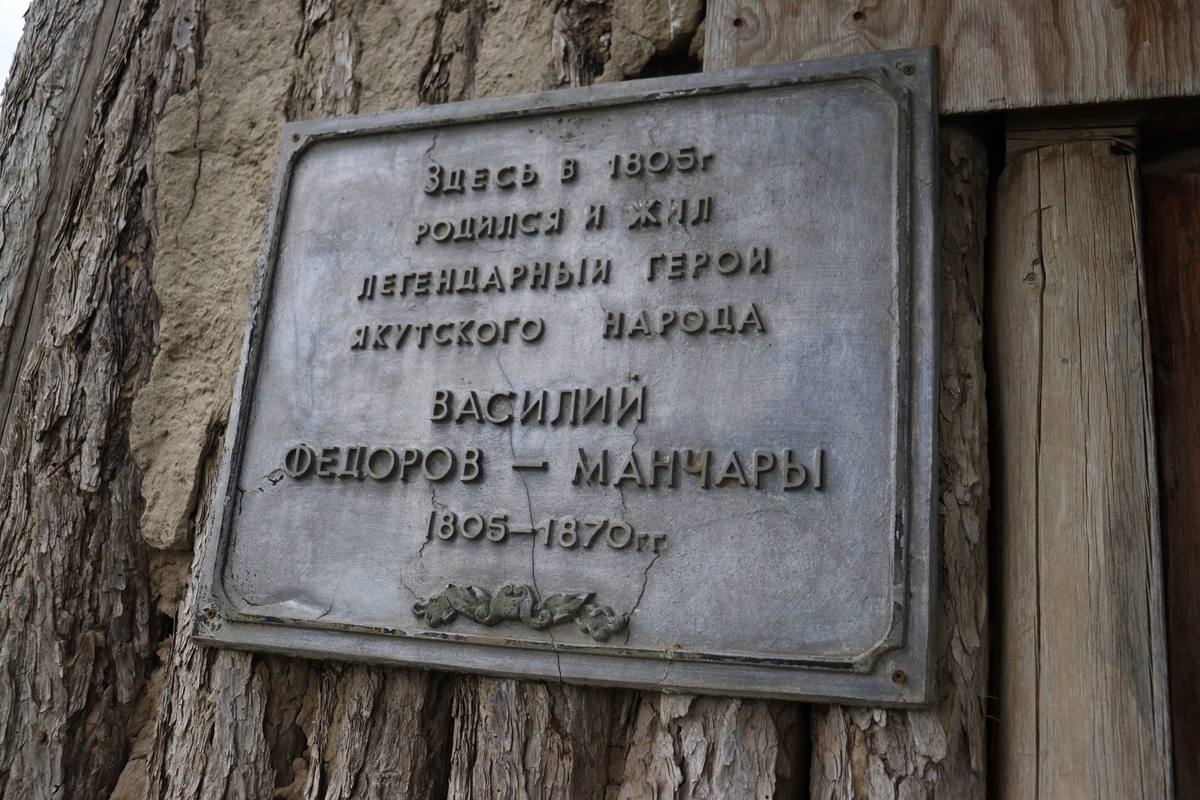 ЗДЕСЬ В 1805г
РОДИЛСЯ И ЖИЛ
ЛЕГЕНДАРНЫЙ ГЕРОЙ
ЯКУТСКОГО НАРОДА
ВАСИЛИЙ
ФЕДОРОВ — МАНЧАРЫ
1805—1870гг